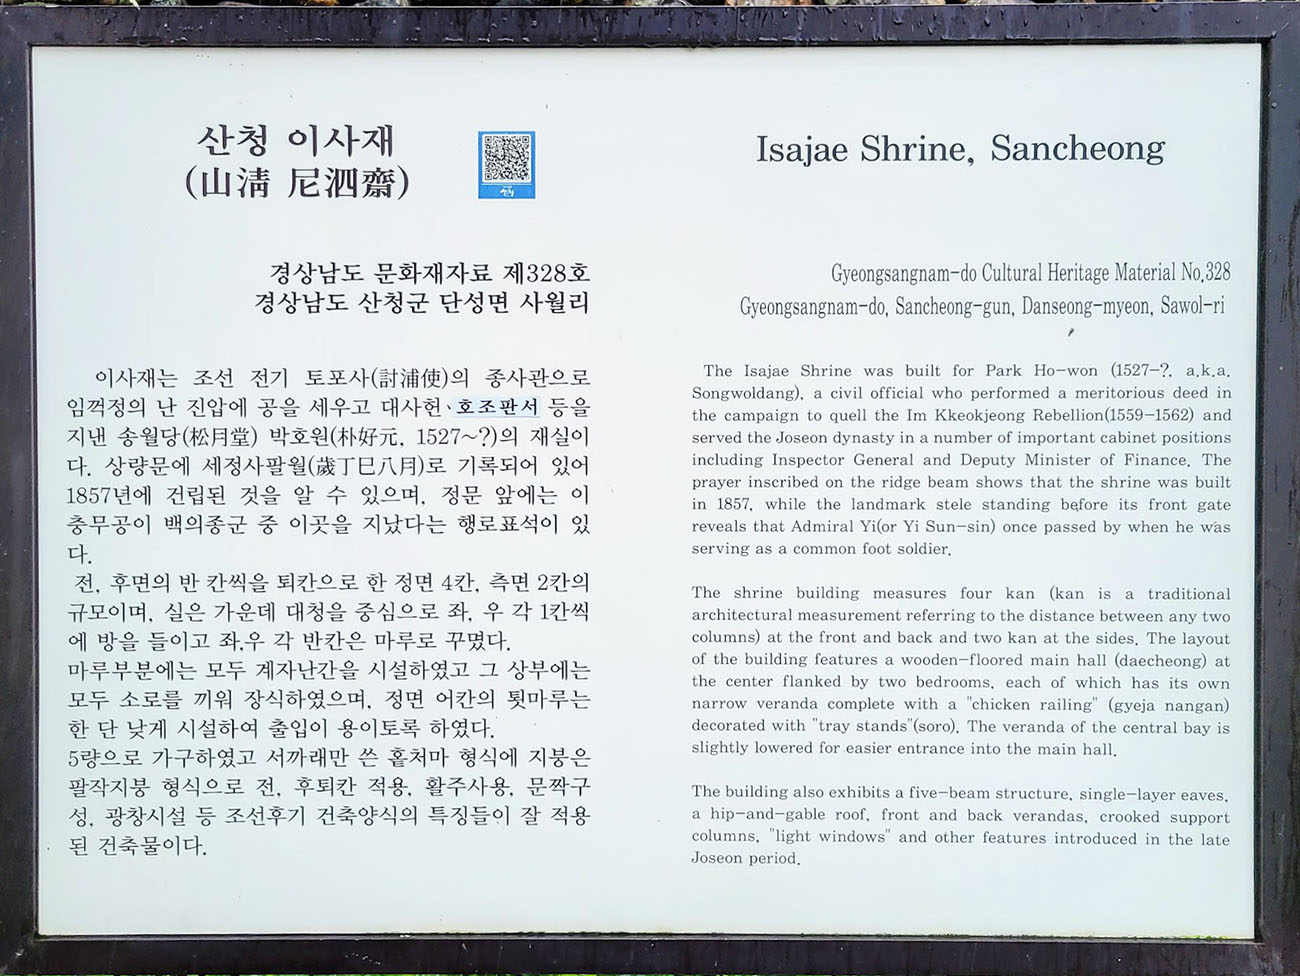 산청 이사재
(山淸 尼泗齋)
경상남도 문화재자료 제328호
경상남도 산청군 단성면 사월리
이사재는 조선 전기 토포사(討浦使)의 종사관으로
임꺽정의 난 진압에 공을 세우고 대사헌、호조판서 등을
지낸 송월당(松月堂) 박호원(朴好元, 1527~?)의 재실이
다. 상량문에 세정사팔월(歲丁巳八月)로 기록되어 있어
1857년에 건립된 것을 알 수 있으며, 정문 앞에는 이
충무공이 백의종군 중 이곳을 지났다는 행로표석이 있
다.
전, 후면의 반 칸씩을 퇴칸으로 한 정면 4칸, 측면 2칸의
규모이며, 실은 가운데 대청을 중심으로 좌, 우 각 1칸씩
에 방을 들이고 좌,우 각 반칸은 마루로 꾸몄다.
마루부분에는 모두 계자난간을 시설하였고 그 상부에는
모두 소로를 끼워 장식하였으며, 정면 어칸의 툇마루는
한 단 낮게 시설하여 출입이 용이토록 하였다.
5량으로 가구하였고 서까래만 쓴 홑처마 형식에 지붕은
팔작지붕 형식으로 전, 후퇴칸 적용, 활주사용, 문짝구
성, 광창시설 등 조선후기 건축양식의 특징들이 잘 적용
된 건축물이다.
Isajae Shrine, Sancheong
Gyeongsangnam-do Cultural Heritage Material No.328
Gyeongsangnam-do, Sancheong-gun, Danseong-myeon, Sawol-ri
The Isajae Shrine was built for Park Ho-won (1527-?, a.k.a.
Songwoldang), a civil official who performed a meritorious deed in
the campaign to quell the Im Kkeokjeong Rebellion(1559-1562) and
served the Joseon dynasty in a number of important cabinet positions
including Inspector General and Deputy Minister of Finance. The
prayer inscribed on the ridge beam shows that the shrine was built
in 1857, while the landmark stele standing before its front gate
reveals that Admiral Yi(or Yi Sun-sin) once passed by when he was
serving as a common foot soldier.
The shrine building measures four kan (kan is a traditional
architectural measurement referring to the distance between any two
columns) at the front and back and two kan at the sides. The layout
of the building features a wooden-floored main hall (daecheong) at
the center flanked by two bedrooms, each of which has its own
narrow veranda complete with a "chicken railing" (gyeja nangan)
decorated with "tray stands"(soro). The veranda of the central bay is
slightly lowered for easier entrance into the main hall.
The building also exhibits a five-beam structure, single-layer eaves,
a hip-and-gable roof, front and back verandas, crooked support
columns, "light windows" and other features introduced in the late
Joseon period.